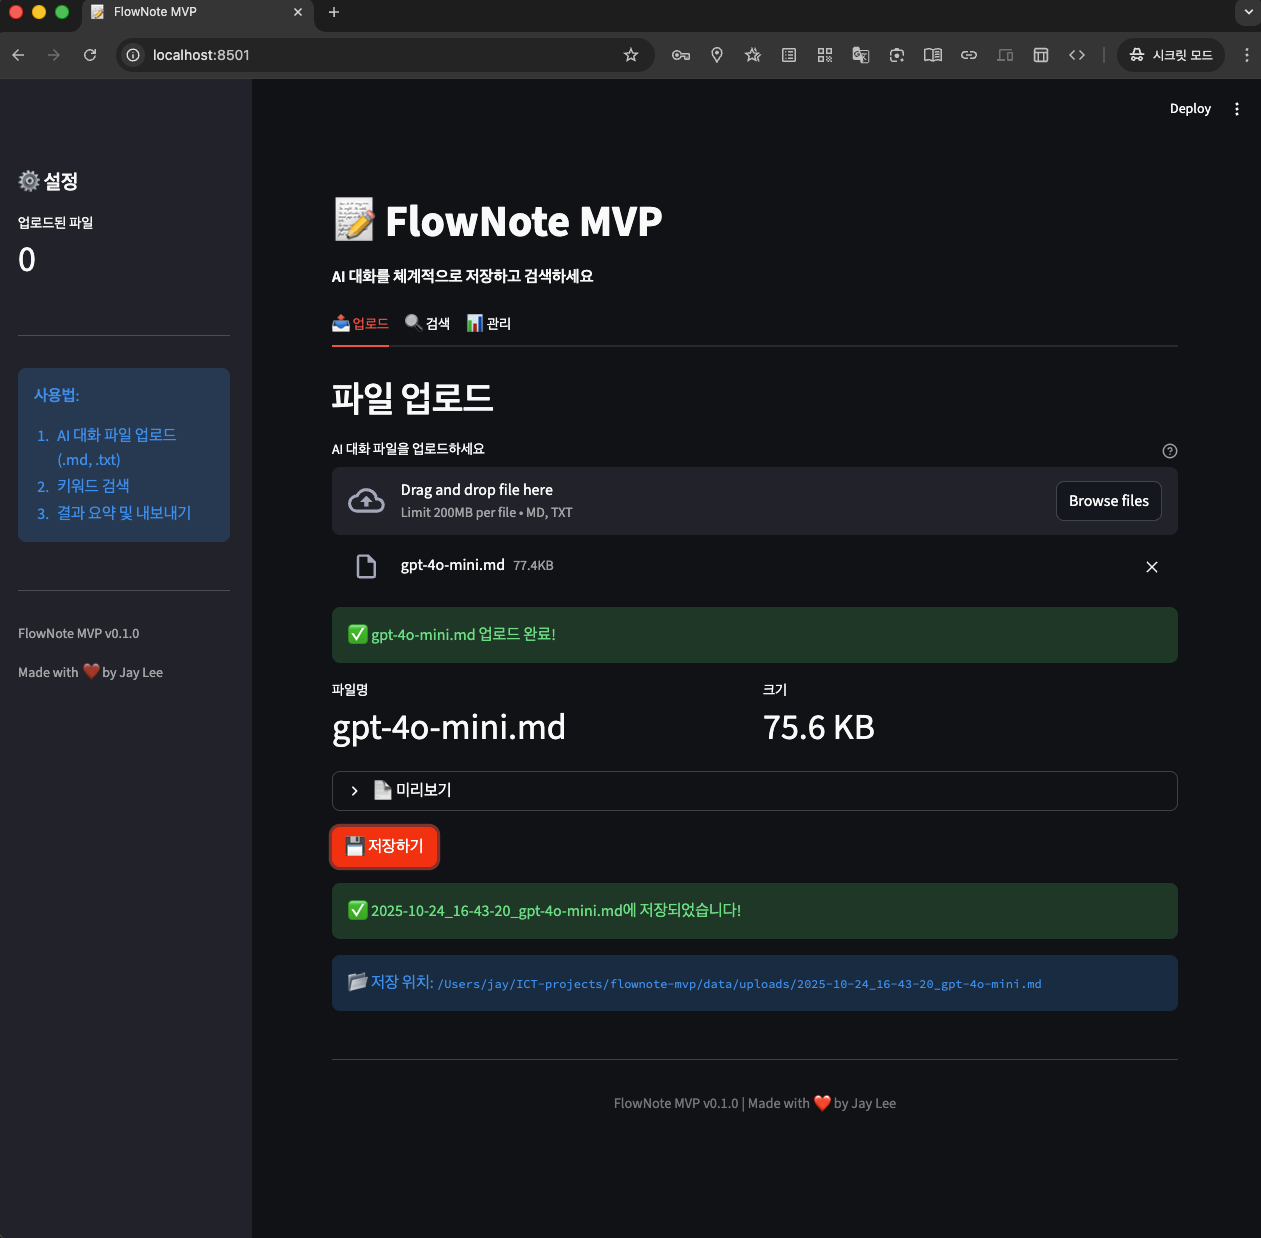 FlowNote MVP
localhost:8501
시크릿 모드
Deploy
설정
업로드된 파일
0
사용법:
1. AI 대화 파일 업로드
(.md, .txt)
2. 키워드 검색
3. 결과 요약 및 내보내기
FlowNote MVP v0.1.0
Made with ❤️ by Jay Lee
FlowNote MVP
AI 대화를 체계적으로 저장하고 검색하세요
업로드 검색 관리
파일 업로드
AI 대화 파일을 업로드하세요
Drag and drop file here
Limit 200MB per file • MD, TXT
Browse files
gpt-4o-mini.md 77.4KB
✅ gpt-4o-mini.md 업로드 완료!
파일명 크기
gpt-4o-mini.md 75.6 KB
미리보기
저장하기
✅ 2025-10-24_16-43-20_gpt-4o-mini.md에 저장되었습니다!
저장 위치: /Users/jay/ICT-projects/flownote-mvp/data/uploads/2025-10-24_16-43-20_gpt-4o-mini.md
FlowNote MVP v0.1.0 | Made with ❤️ by Jay Lee